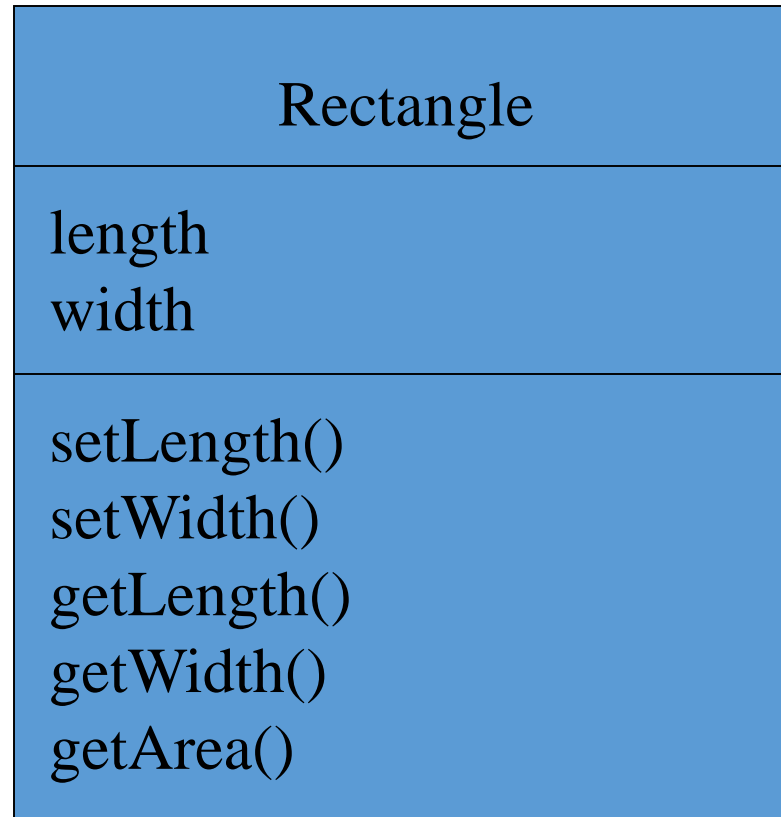 Rectangle
length
width
setLength()
setWidth()
getLength()
getWidth()
getArea()